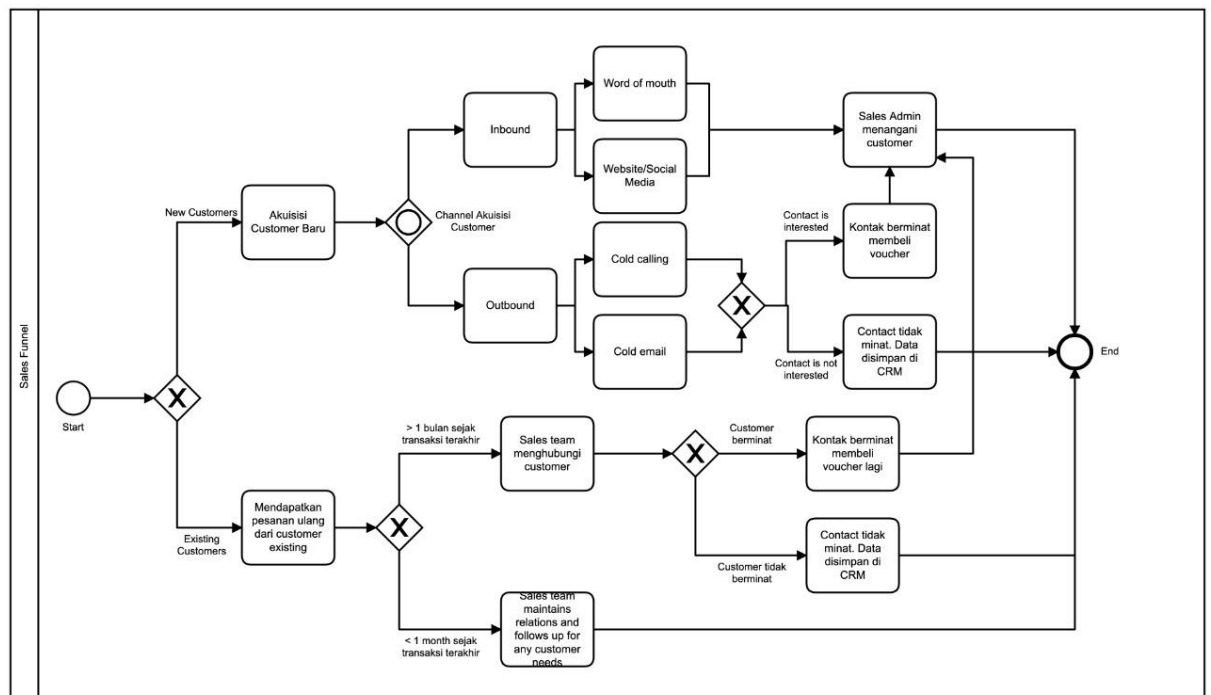 Sales Funnel
Start
New Customers
Existing
Customers
Akuisisi
Customer Baru
Channel Akuisisi
Customer
Inbound
Outbound
Word of mouth
Website/Social
Media
Cold calling
Cold email
Contact is
interested
Contact is not
interested
Sales Admin
menangani
customer
Kontak berminat
membeli
voucher
Contact tidak
minat. Data
disimpan di
CRM
End
Mendapatkan
pesanan ulang
dari customer
existing
> 1 bulan sejak
transaksi terakhir
< 1 month sejak
transaksi terakhir
Sales team
menghubungi
customer
Sales team
maintains
relations and
follows up for
any customer
needs
Customer
berminat
Customer tidak
berminat
Kontak berminat
membeli
voucher lagi
Contact tidak
minat. Data
disimpan di
CRM